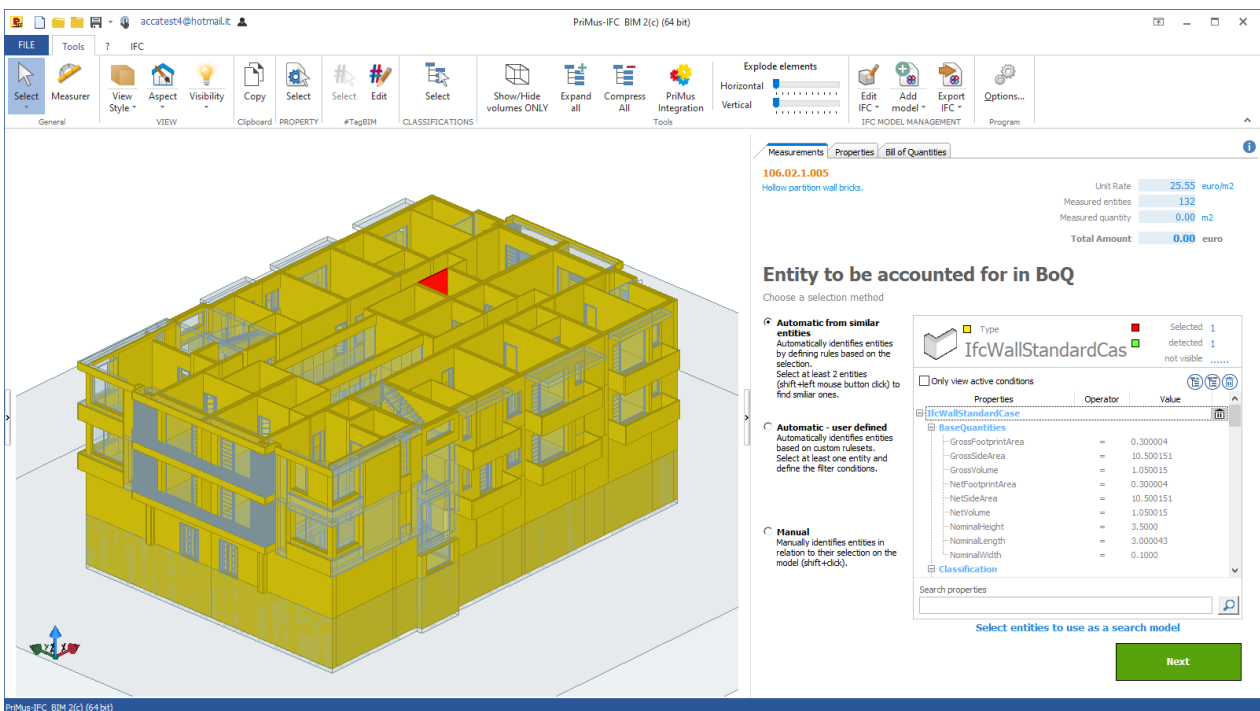 accatest4@hotmail.it
PriMus-IFC BIM 2(c) (64 bit)
FILE
Tools
?
IFC
Select
Measurer
General
View
Style
Aspect
Visibility
VIEW
Copy
Clipboard
Select
PROPERTY
Select
Edit
#TagBIM
Select
CLASSIFICATIONS
Show/Hide
volumes ONLY
Expand
all
Compress
All
PriMus
Integration
Tools
Explode elements
Horizontal
Vertical
Edit
IFC
Add
model
Export
IFC
IFC MODEL MANAGEMENT
Options...
Program
Measurements
Properties
Bill of Quantities
106.02.1.005
Hollow partition wall bricks.
Unit Rate 25.55 euro/m2
Measured entities 132
Measured quantity 0.00 m2
Total Amount 0.00 euro
Entity to be accounted for in BoQ
Choose a selection method
Automatic from similar
entities
Automatically identifies entities
by defining rules based on the
selection.
Select at least 2 entities
(shift+left mouse button click) to
find smiliar ones.
Automatic - user defined
Automatically identifies entities
based on custom rulesets.
Select at least one entity and
define the filter conditions.
Manual
Manually identifies entities in
relation to their selection on the
model (shift+click).
Type
IfcWallStandardCas
Selected 1
detected 1
not visible ......
Only view active conditions
Properties Operator Value
IfcWallStandardCase
BaseQuantities
GrossFootprintArea = 0.300004
GrossSideArea = 10.500151
GrossVolume = 1.050015
NetFootprintArea = 0.300004
NetSideArea = 10.500151
NetVolume = 1.050015
NominalHeight = 3.5000
NominalLength = 3.000043
NominalWidth = 0.1000
Classification
Search properties
Select entities to use as a search model
Next
PriMus-IFC BIM 2(c) (64 bit)